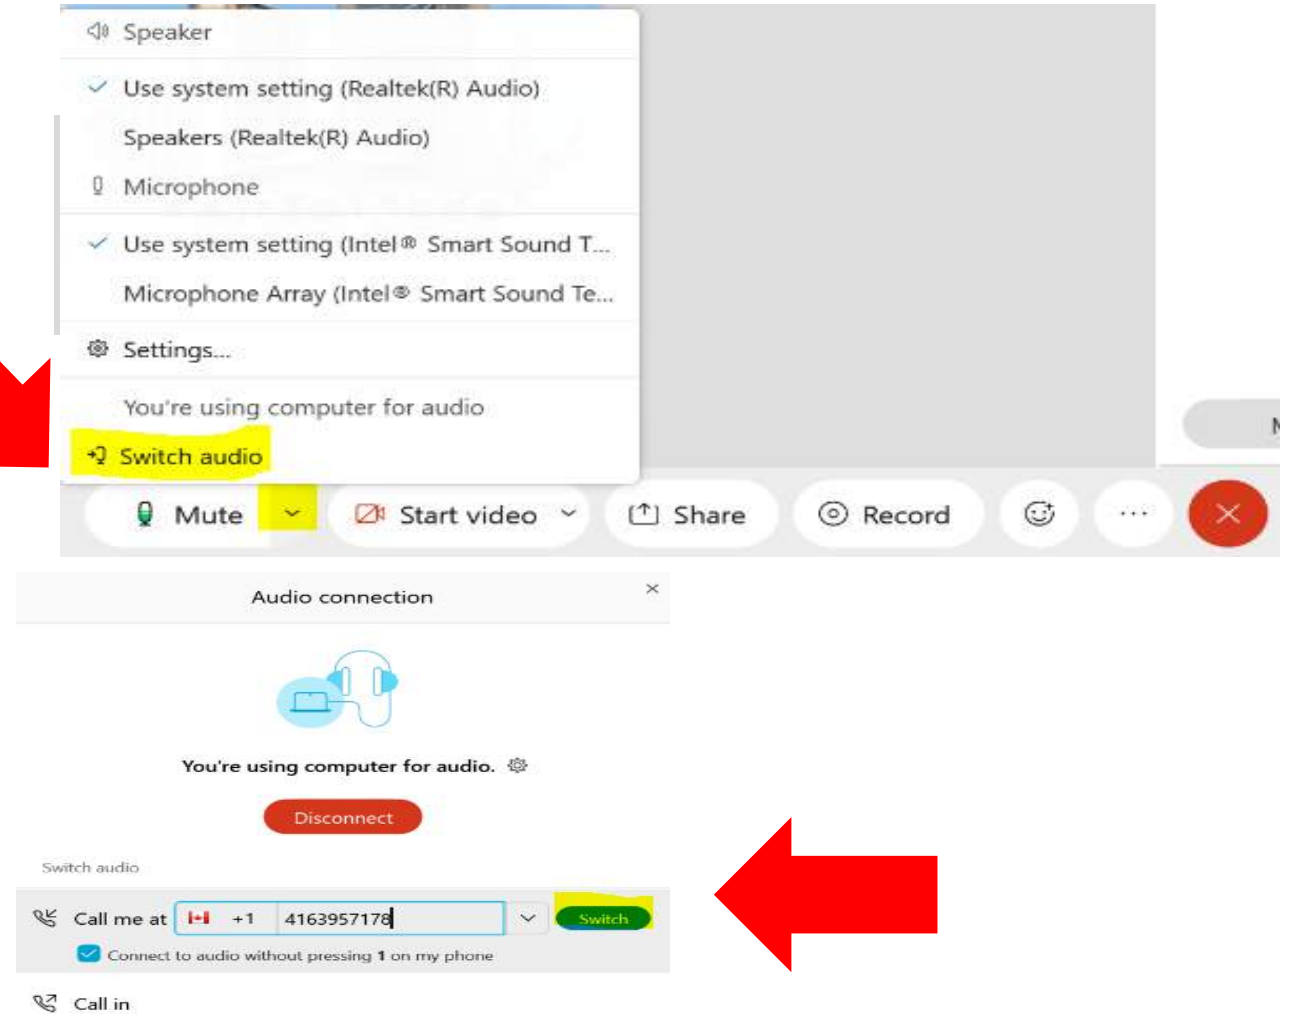 Speaker
Use system setting (Realtek(R) Audio)
Speakers (Realtek(R) Audio)
Microphone
Use system setting (Intel® Smart Sound T...
Microphone Array (Intel® Smart Sound Te...
Settings...
You're using computer for audio
Switch audio
Mute Start video Share Record
Audio connection
You're using computer for audio.
Disconnect
Switch audio
Call me at +1 4163957178 Switch
Connect to audio without pressing 1 on my phone
Call in